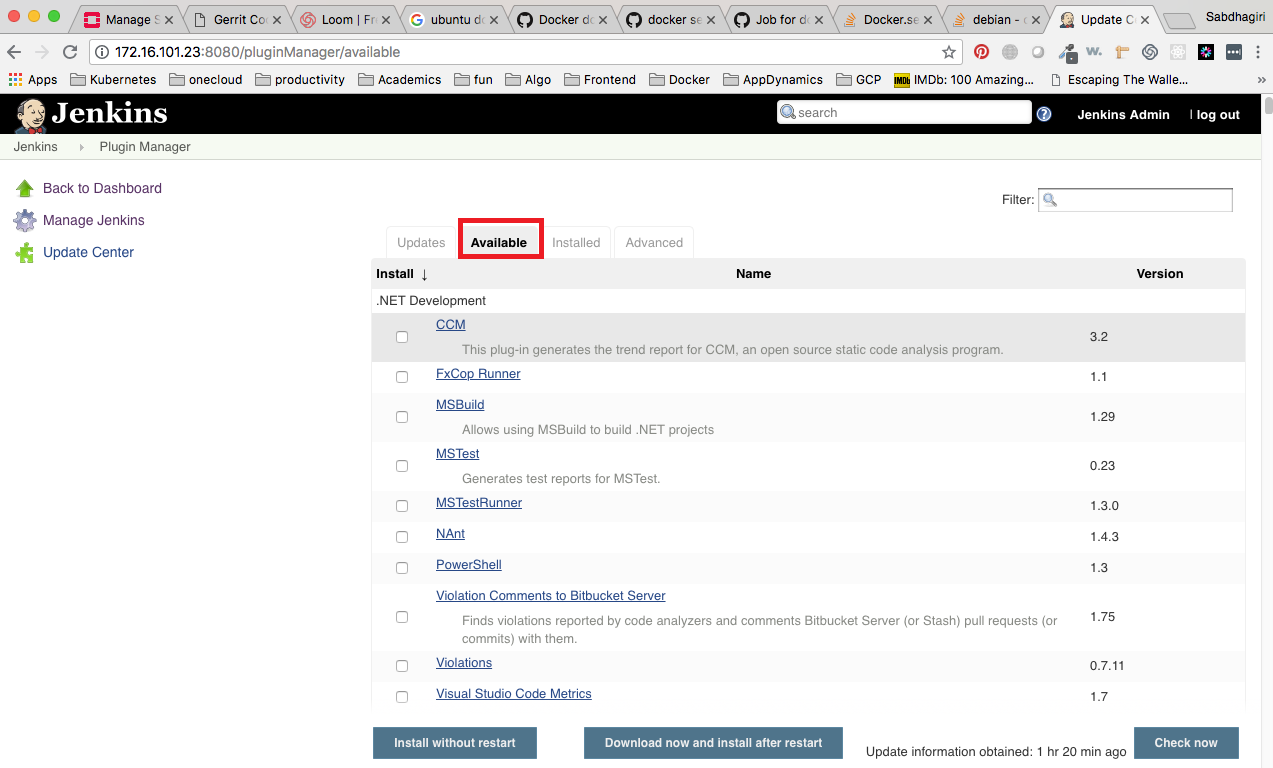 Manage S
Gerrit Co
Loom | Fr
ubuntu do
Docker do
docker se
Job for do
Docker.se
debian - 
Update C
Sabdhagiri
172.16.101.23:8080/pluginManager/available
Apps
Kubernetes
onecloud
productivity
Academics
fun
Algo
Frontend
Docker
AppDynamics
GCP
IMDb: 100 Amazing...
Escaping The Walle...
»
Jenkins
search
Jenkins Admin
| log out
Jenkins
Plugin Manager
Back to Dashboard
Manage Jenkins
Update Center
Filter:
Updates
Available
Installed
Advanced
Install ↓
Name
Version
.NET Development
CCM
This plug-in generates the trend report for CCM, an open source static code analysis program.
3.2
FxCop Runner
1.1
MSBuild
Allows using MSBuild to build .NET projects
1.29
MSTest
Generates test reports for MSTest.
0.23
MSTestRunner
1.3.0
NAnt
1.4.3
PowerShell
1.3
Violation Comments to Bitbucket Server
Finds violations reported by code analyzers and comments Bitbucket Server (or Stash) pull requests (or
commits) with them.
1.75
Violations
0.7.11
Visual Studio Code Metrics
1.7
Install without restart
Download now and install after restart
Update information obtained: 1 hr 20 min ago
Check now